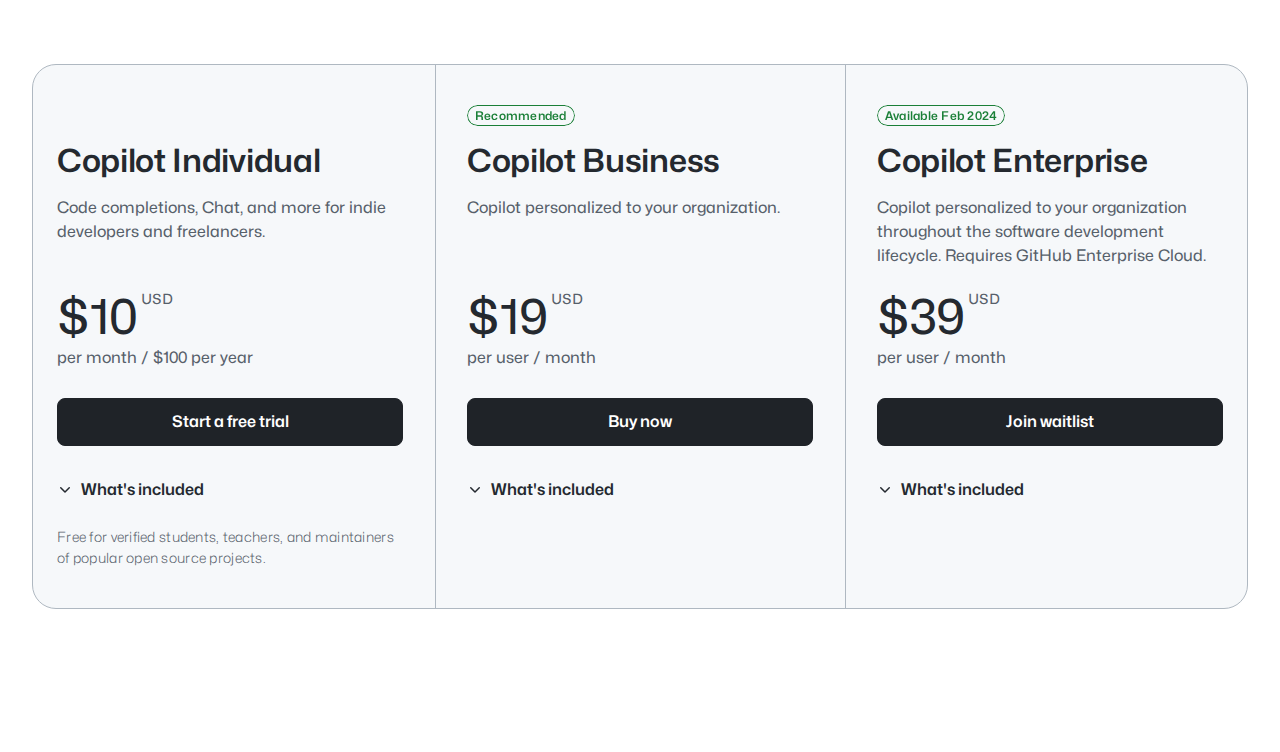 Copilot Individual
Code completions, Chat, and more for indie
developers and freelancers.
$10 USD
per month / $100 per year
Start a free trial
What's included
Free for verified students, teachers, and maintainers
of popular open source projects.
Recommended
Copilot Business
Copilot personalized to your organization.
$19 USD
per user / month
Buy now
What's included
Available Feb 2024
Copilot Enterprise
Copilot personalized to your organization
throughout the software development
lifecycle. Requires GitHub Enterprise Cloud.
$39 USD
per user / month
Join waitlist
What's included